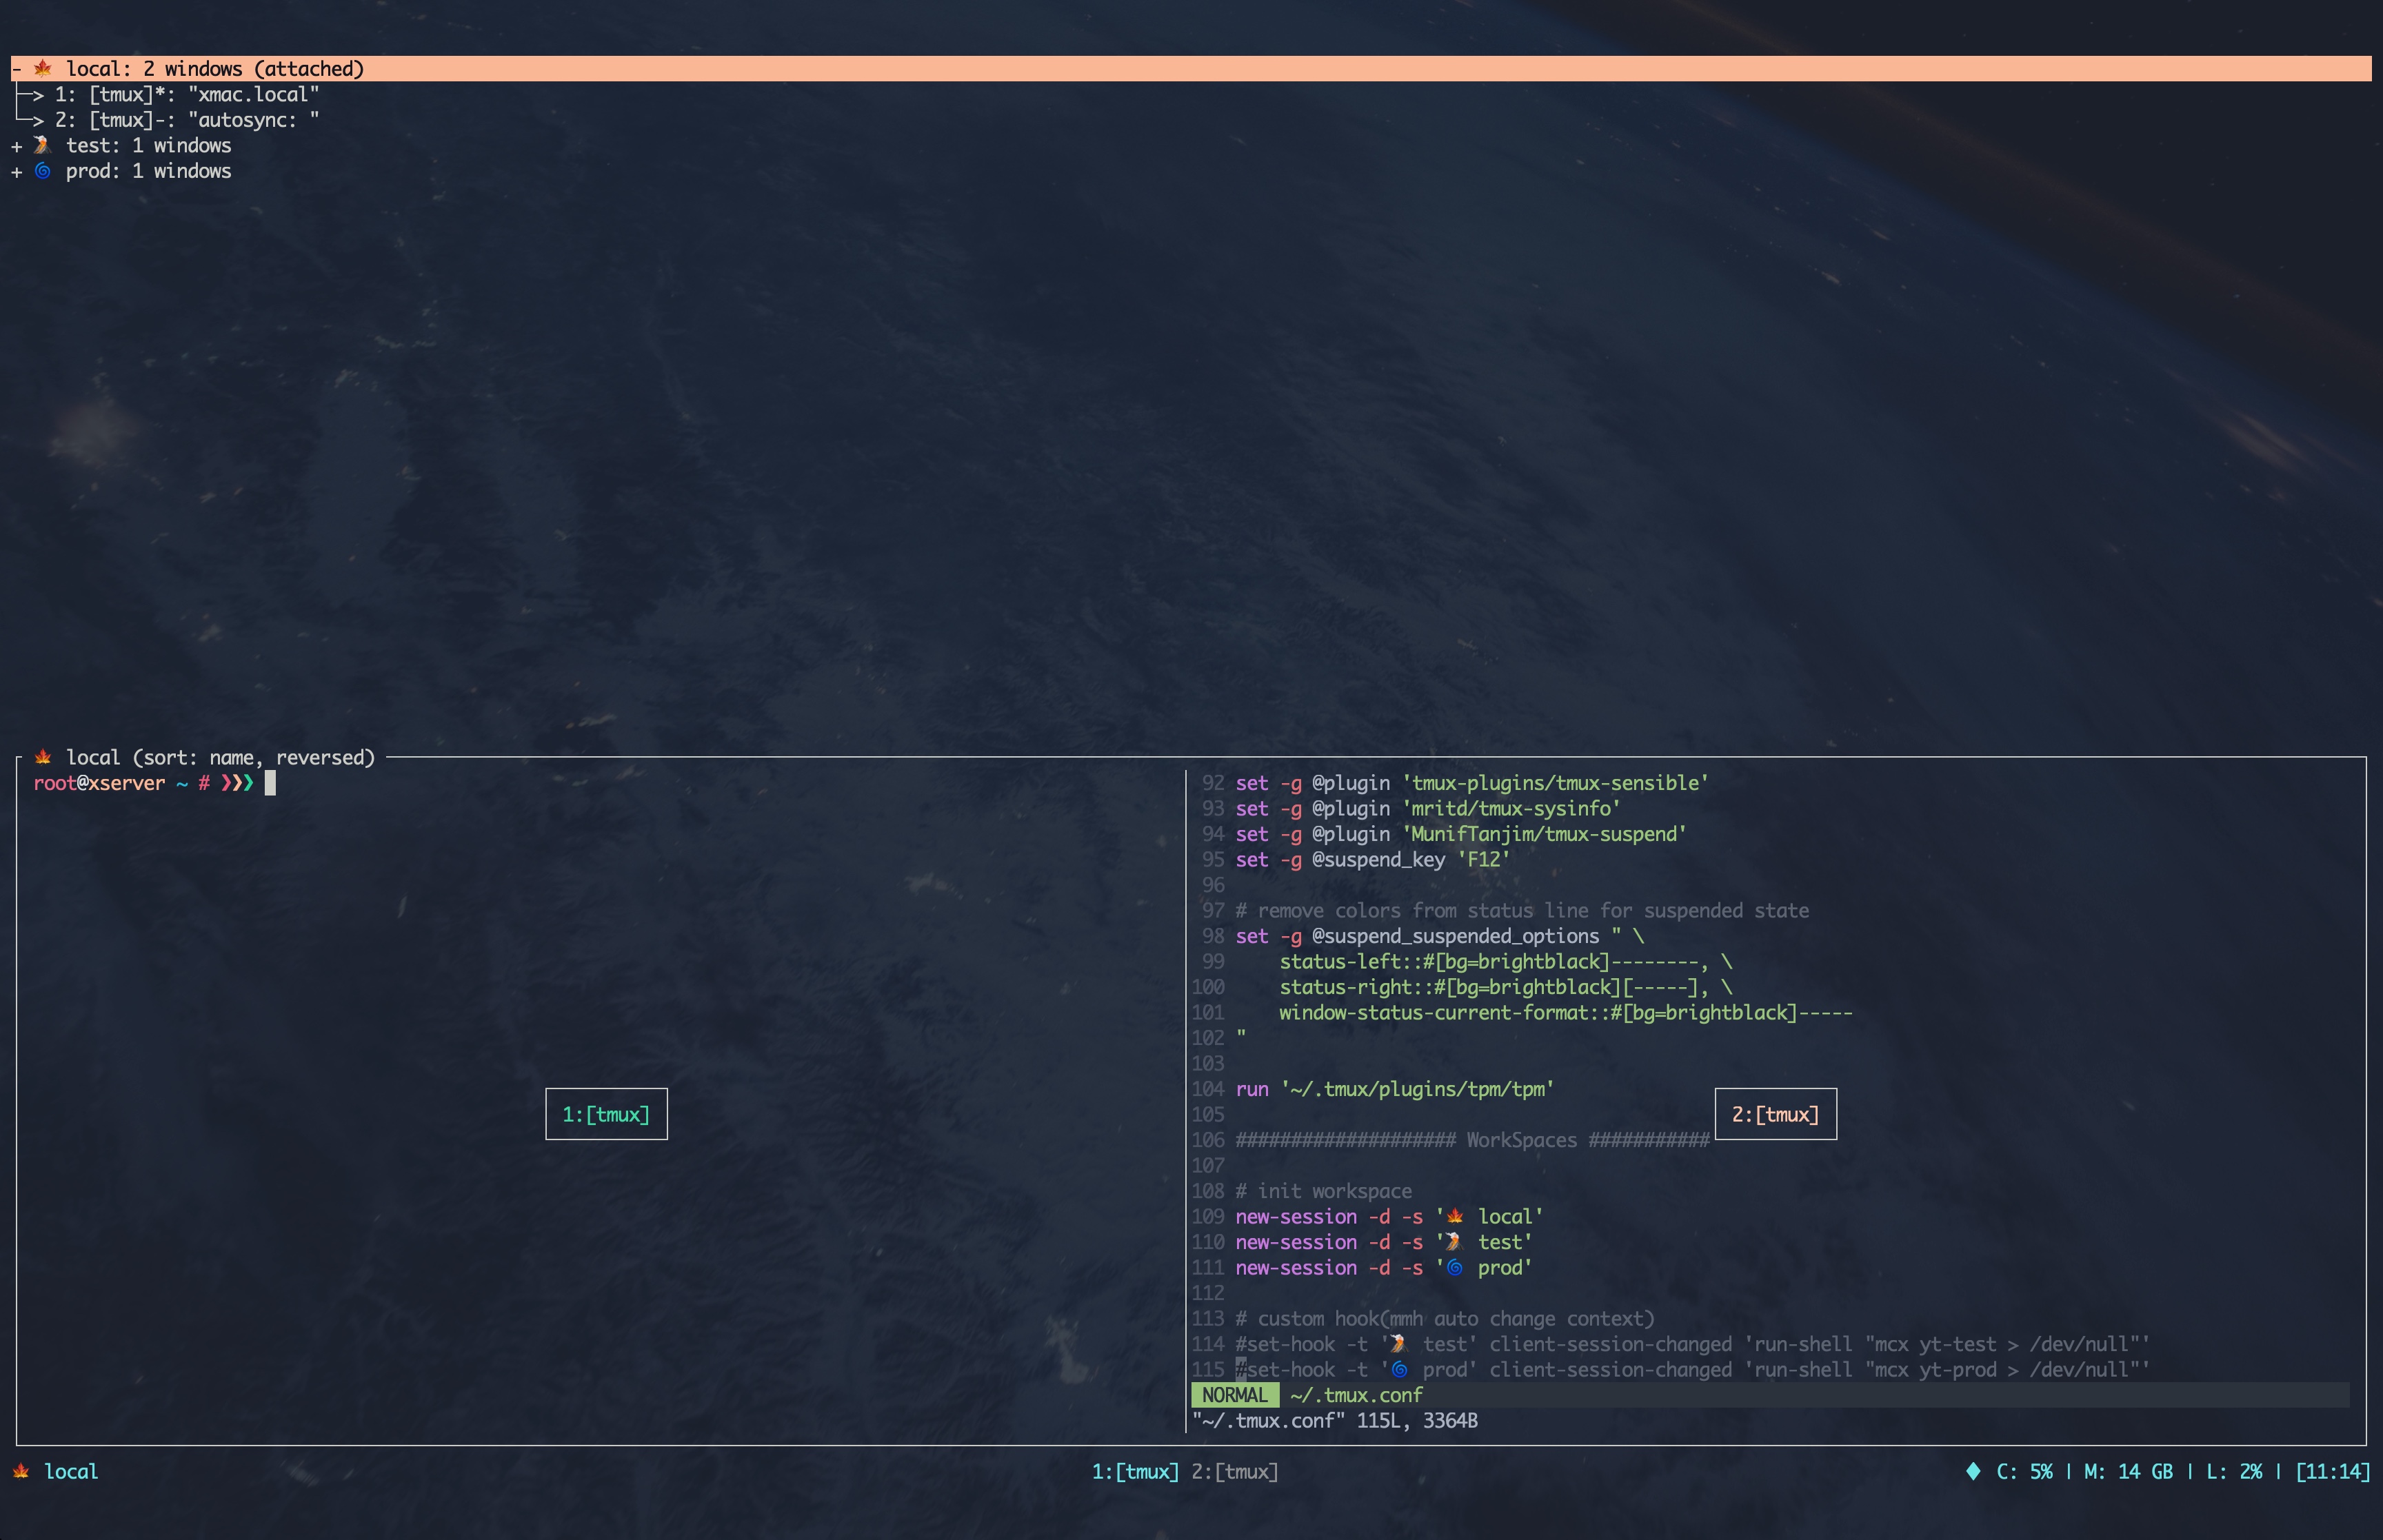 - 🍁 local: 2 windows (attached)
├─> 1: [tmux]*: "xmac.local"
└─> 2: [tmux]-: "autosync: "
+ 🌋 test: 1 windows
+ 🌀 prod: 1 windows
🍁 local (sort: name, reversed)
root@xserver ~ # ❯❯❯
1:[tmux]
92 set -g @plugin 'tmux-plugins/tmux-sensible'
93 set -g @plugin 'mritd/tmux-sysinfo'
94 set -g @plugin 'MunifTanjim/tmux-suspend'
95 set -g @suspend_key 'F12'
96
97 # remove colors from status line for suspended state
98 set -g @suspend_suspended_options " \
99     status-left::#[bg=brightblack]--------, \
100     status-right::#[bg=brightblack][-----], \
101     window-status-current-format::#[bg=brightblack]-----
102 "
103
104 run '~/.tmux/plugins/tpm/tpm'
105
2:[tmux]
106 #################### WorkSpaces ###########
107
108 # init workspace
109 new-session -d -s '🍁 local'
110 new-session -d -s '🌋 test'
111 new-session -d -s '🌀 prod'
112
113 # custom hook(mmh auto change context)
114 #set-hook -t '🌋 test' client-session-changed 'run-shell "mcx yt-test > /dev/null"'
115 #set-hook -t '🌀 prod' client-session-changed 'run-shell "mcx yt-prod > /dev/null"'
NORMAL ~/.tmux.conf
"~/.tmux.conf" 115L, 3364B
🍁 local 1:[tmux] 2:[tmux] ♦ C: 5% | M: 14 GB | L: 2% | [11:14]